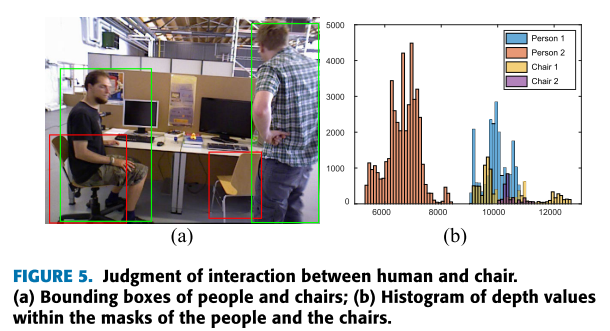 5000
4000
3000
2000
1000
0
6000 8000 10000 12000
Person 1
Person 2
Chair 1
Chair 2
(a) (b)
FIGURE 5. Judgment of interaction between human and chair.
(a) Bounding boxes of people and chairs; (b) Histogram of depth values
within the masks of the people and the chairs.